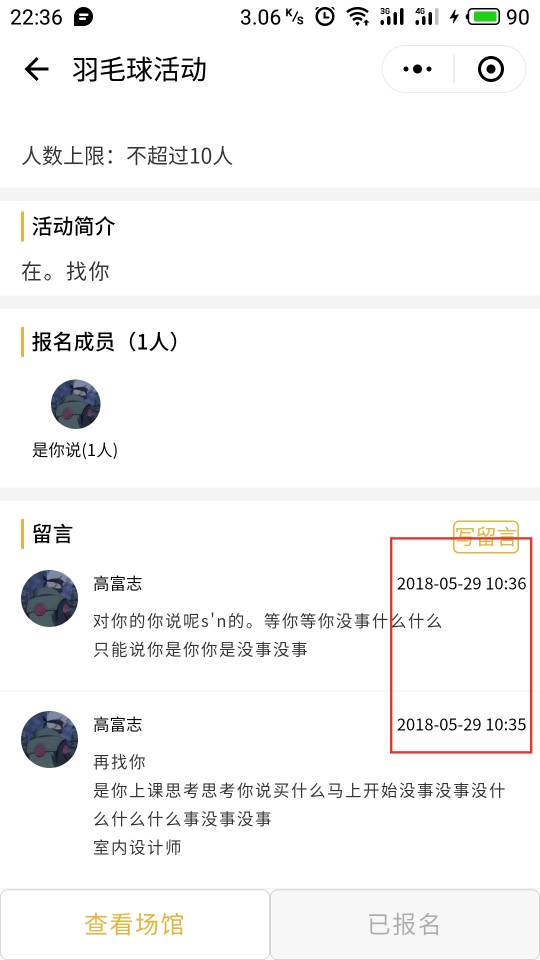 22:36 3.06 K/s 3G 4G 90
羽毛球活动
人数上限：不超过10人
活动简介
在。找你
报名成员（1人）
是你说(1人)
留言 写留言
高富志 2018-05-29 10:36
对你的你说呢s'n的。等你等你没事什么什么
只能说你是你你是没事没事
高富志 2018-05-29 10:35
再找你
是你上课思考思考你说买什么马上开始没事没事没什
么什么什么事没事没事
室内设计师
查看场馆 已报名